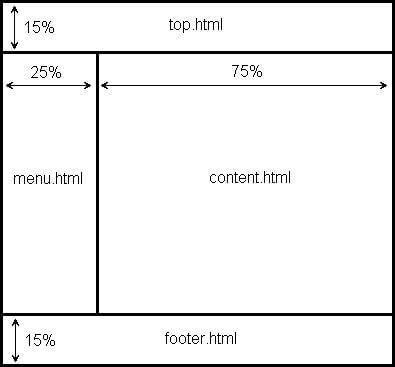 15% top.html
25% 75%
menu.html content.html
15% footer.html